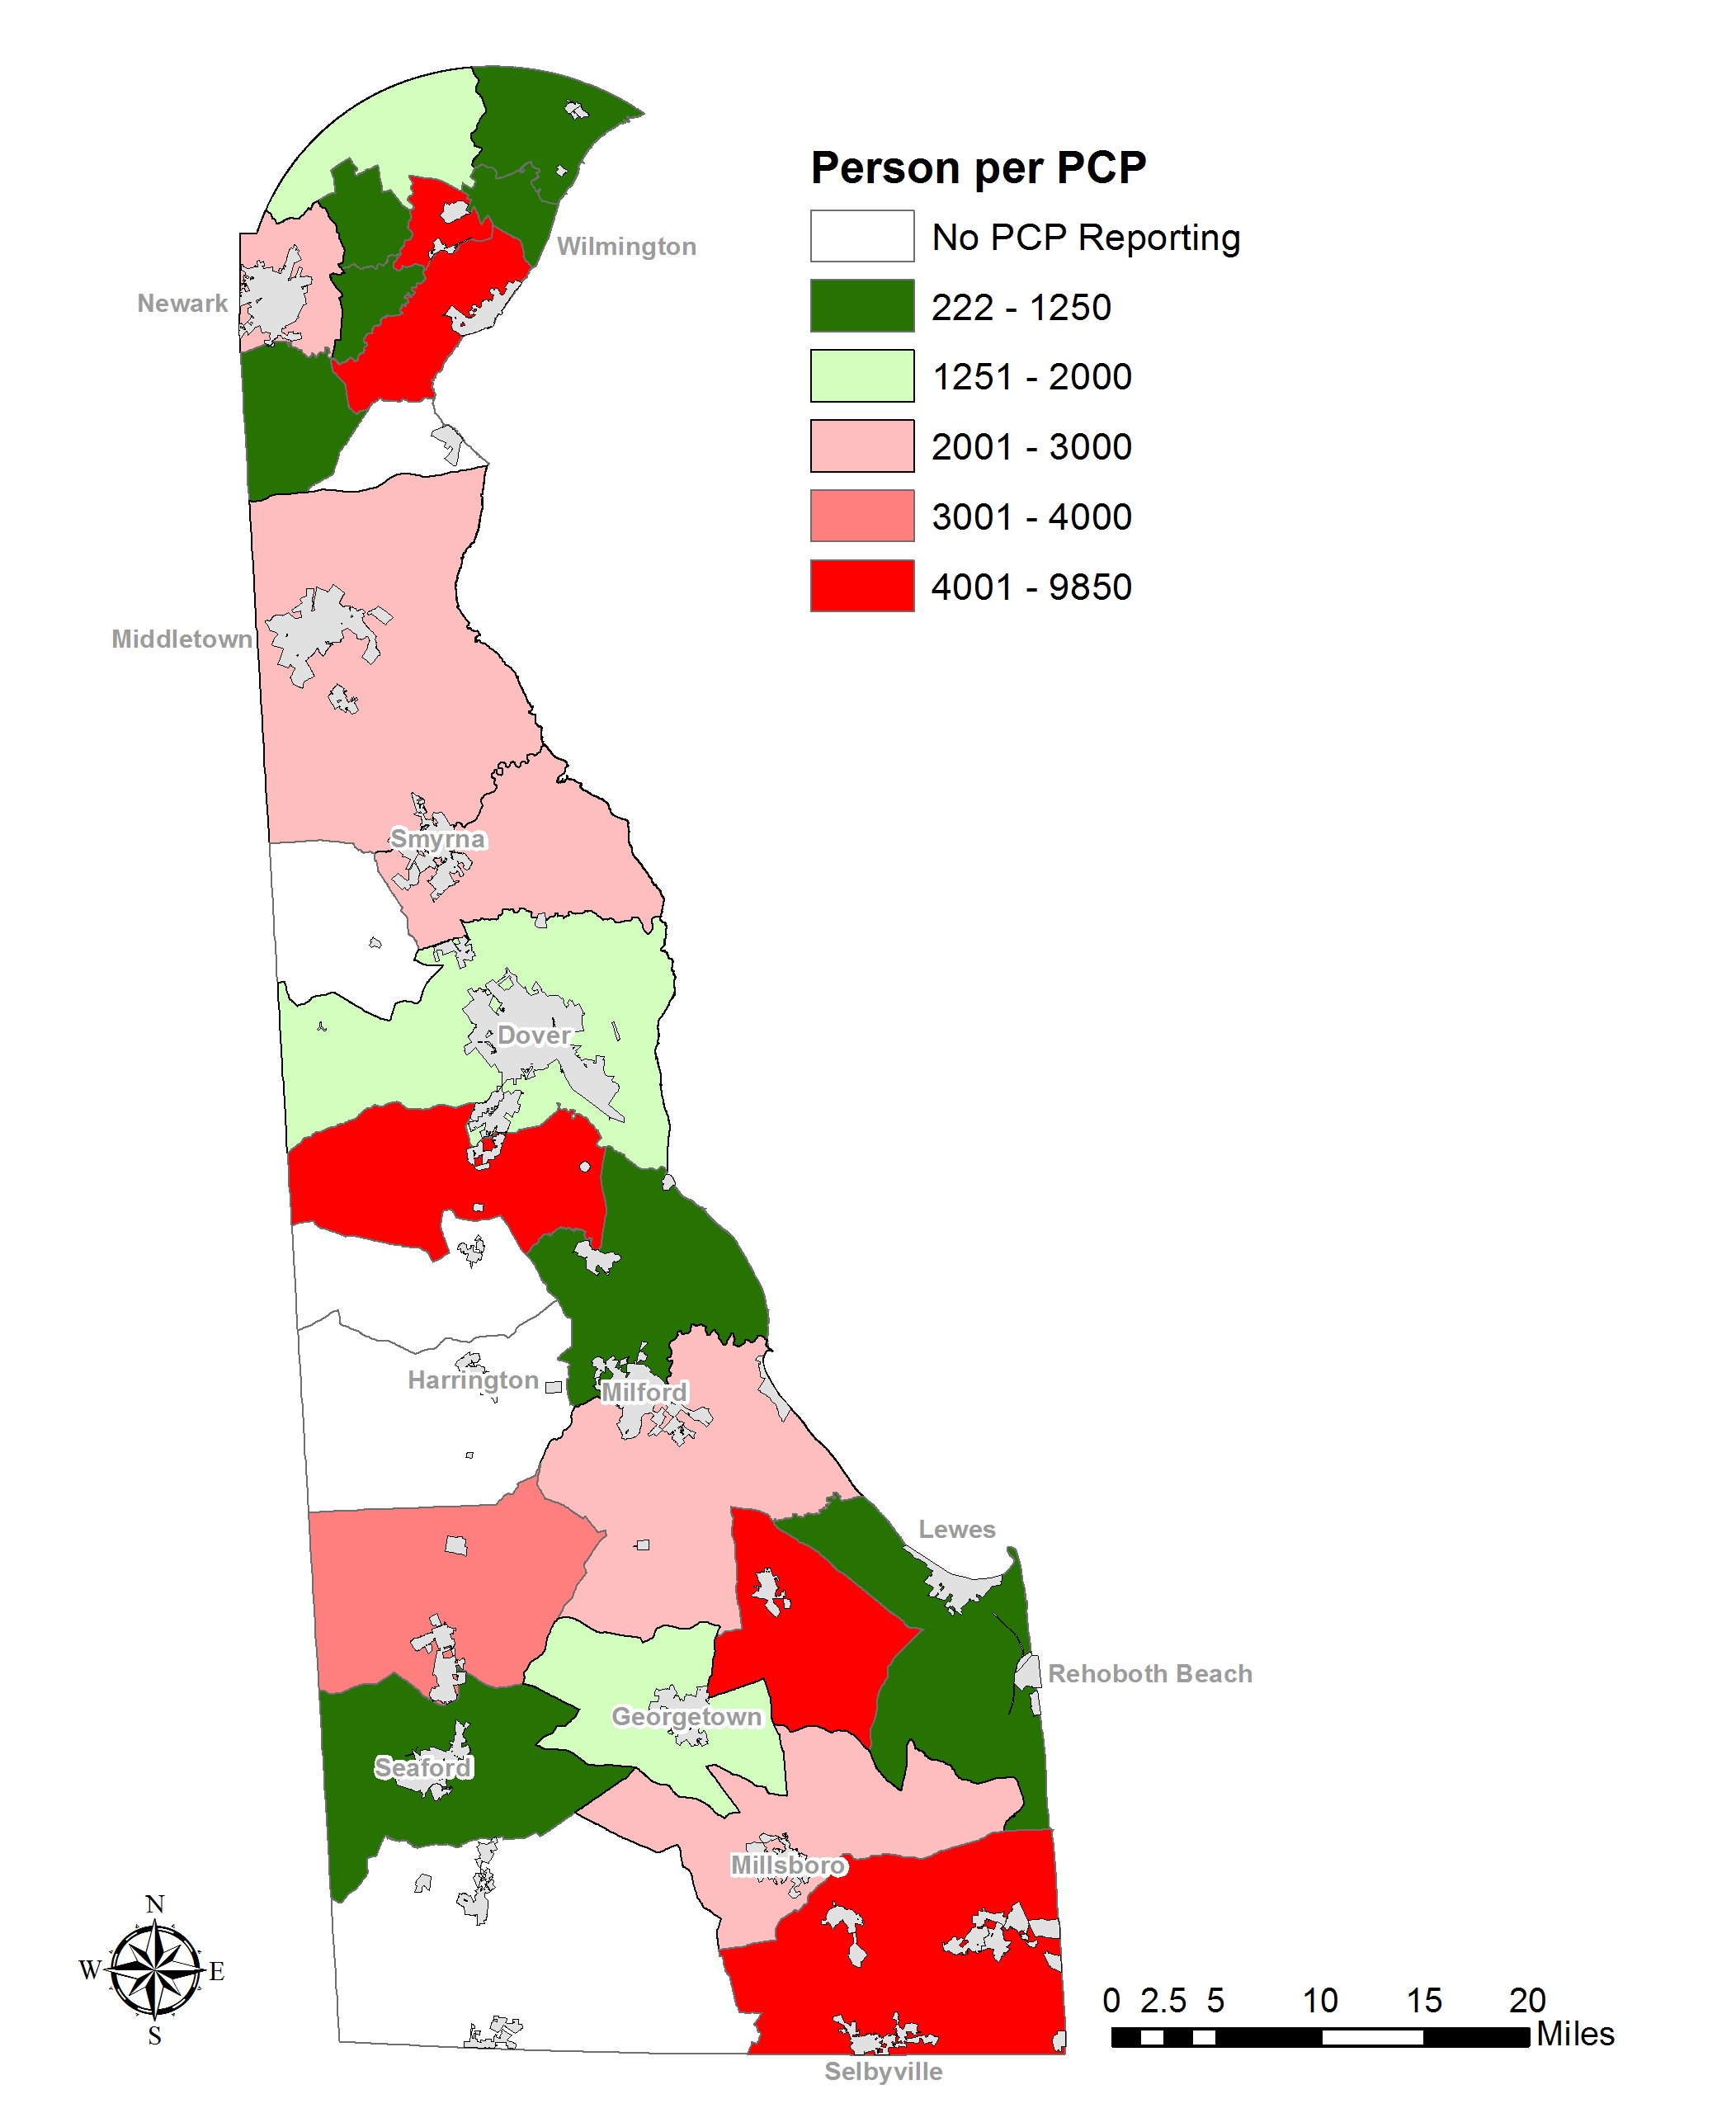 Person per PCP
No PCP Reporting
222 - 1250
1251 - 2000
2001 - 3000
3001 - 4000
4001 - 9850
Wilmington
Newark
Middletown
Smyrna
Dover
Harrington
Milford
Lewes
Rehoboth Beach
Georgetown
Seaford
Millsboro
Selbyville
N
W E
S
0 2.5 5 10 15 20
Miles